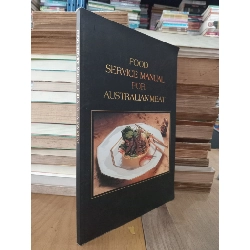 FOOD
SERVICE MANUAL
FOR
AUSTRALIAN MEAT